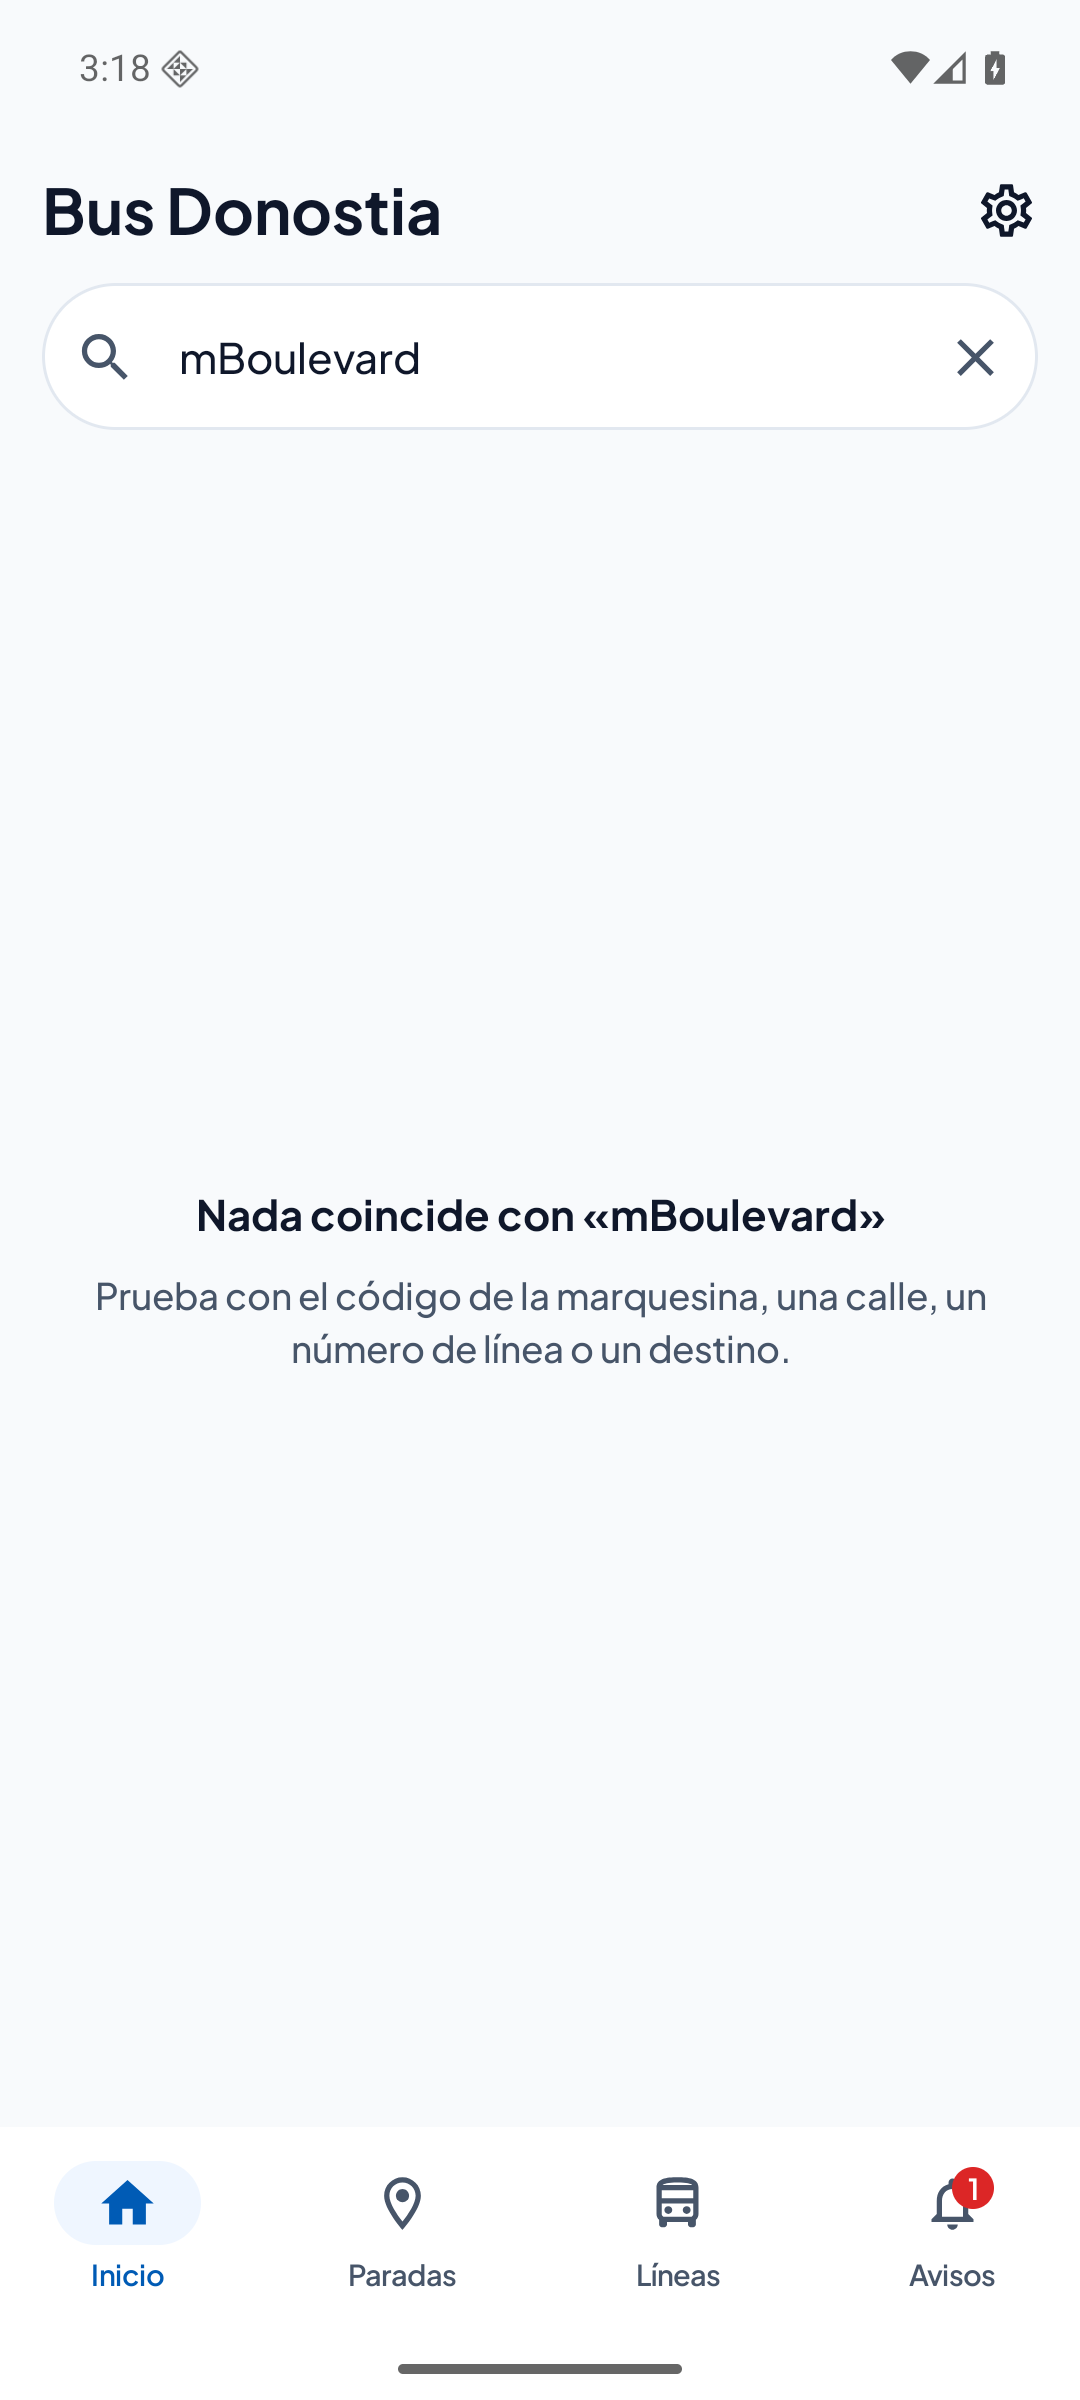 3:18
Bus Donostia
mBoulevard
Nada coincide con «mBoulevard»
Prueba con el código de la marquesina, una calle, un
número de línea o un destino.
1
Inicio
Paradas
Líneas
Avisos